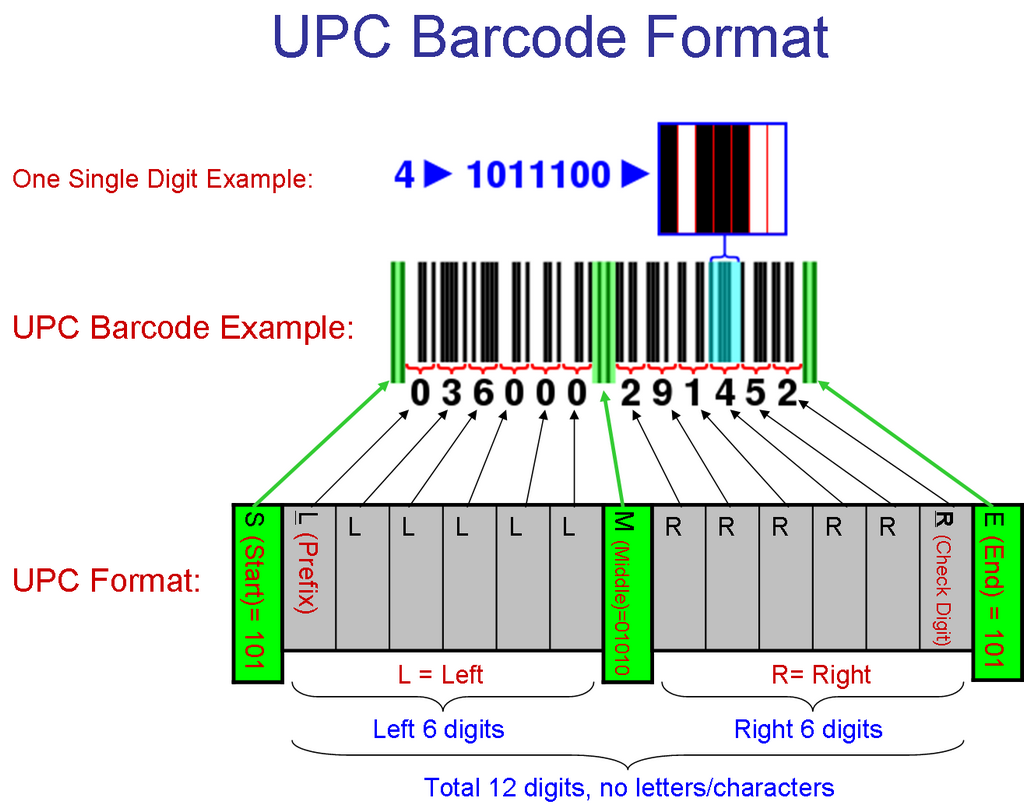 UPC Barcode Format
One Single Digit Example:
4 ► 1011100 ►
UPC Barcode Example:
0 3 6 0 0 0 2 9 1 4 5 2
UPC Format:
S (Start)= 101
L (Prefix)
L
L
L
L
L
M (Middle)=01010
R
R
R
R
R
R (Check Digit)
E (End) = 101
L = Left
R= Right
Left 6 digits
Right 6 digits
Total 12 digits, no letters/characters